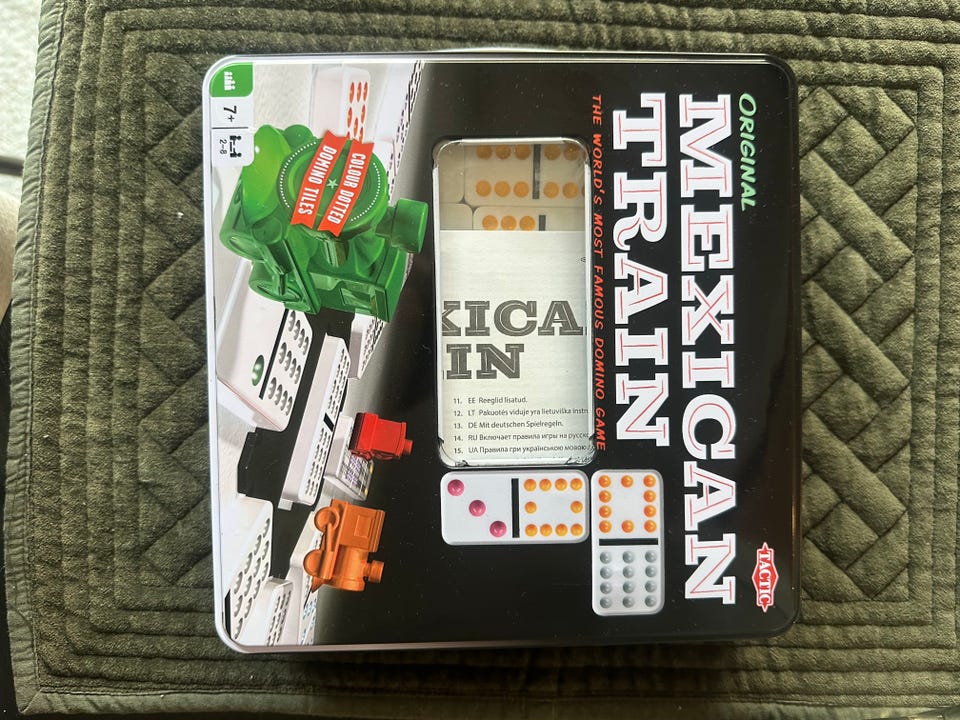 ORIGINAL
MEXICAN
TRAIN
THE WORLD'S MOST FAMOUS DOMINO GAME
TACTIC
XICA
IN
11. EE Reeglid lisatud.
12. LT Pakuotės viduje yra lietuviška instr
13. DE Mit deutschen Spielregeln.
14. RU Включает правила игры на русско
15. UA Правила гри українською мовою
COLOUR DOTTED
DOMINO TILES
7+
2-8